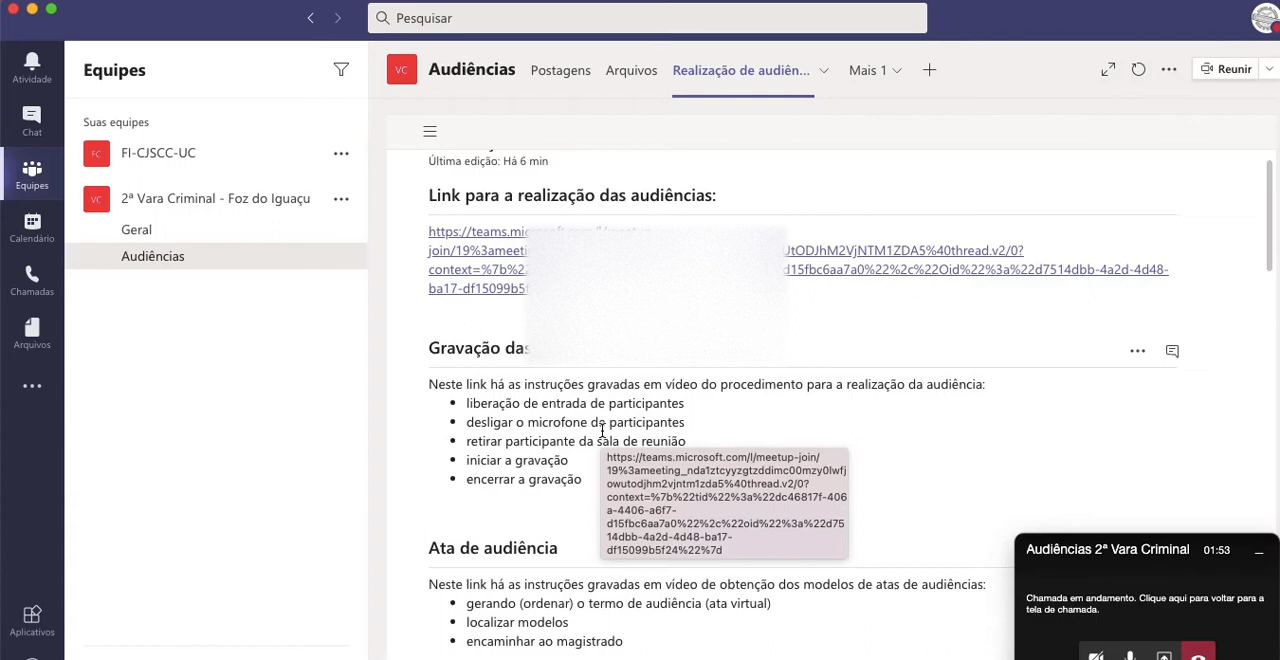 Pesquisar
Atividade
Chat
Equipes
Calendário
Chamadas
Arquivos
Aplicativos
Equipes
Suas equipes
FC FI-CJSCC-UC
VC 2ª Vara Criminal - Foz do Iguaçu
Geral
Audiências
VC Audiências Postagens Arquivos Realização de audiên... Mais 1 Reunir
Última edição: Há 6 min
Link para a realização das audiências:
https://teams.mic
join/19%3ameeti UtODJhM2VjNTM1ZDA5%40thread.v2/0?
context=%7b%22 d15fbc6aa7a0%22%2c%22Oid%22%3a%22d7514dbb-4a2d-4d48-
ba17-df15099b5f
Gravação das
Neste link há as instruções gravadas em vídeo do procedimento para a realização da audiência:
liberação de entrada de participantes
desligar o microfone de participantes
retirar participante da sala de reunião
iniciar a gravação
encerrar a gravação
https://teams.microsoft.com/l/meetup-join/
19%3ameeting_nda1ztcyyzgtzddimc00mzy0lwfj
owutodjhm2vjntm1zda5%40thread.v2/0?
context=%7b%22tid%22%3a%22dc46817f-406
a-4406-a6f7-
d15fbc6aa7a0%22%2c%22oid%22%3a%22d75
14dbb-4a2d-4d48-ba17-
df15099b5f24%22%7d
Ata de audiência
Neste link há as instruções gravadas em vídeo de obtenção dos modelos de atas de audiências:
gerando (ordenar) o termo de audiência (ata virtual)
localizar modelos
encaminhar ao magistrado
Audiências 2ª Vara Criminal 01:53
Chamada em andamento. Clique aqui para voltar para a
tela de chamada.